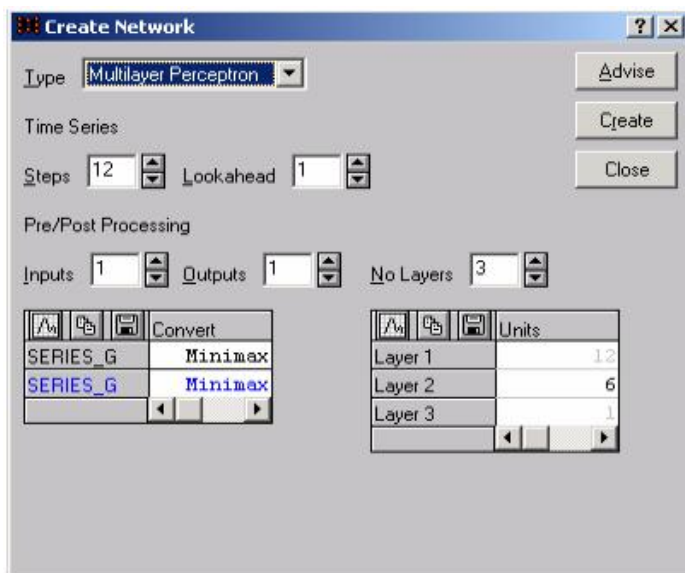 Create Network
Type Multilayer Perceptron
Advise
Time Series
Create
Steps 12 Lookahead 1
Close
Pre/Post Processing
Inputs 1 Outputs 1 No Layers 3
Convert
SERIES_G Minimax
SERIES_G Minimax
Units
Layer 1 12
Layer 2 6
Layer 3 1